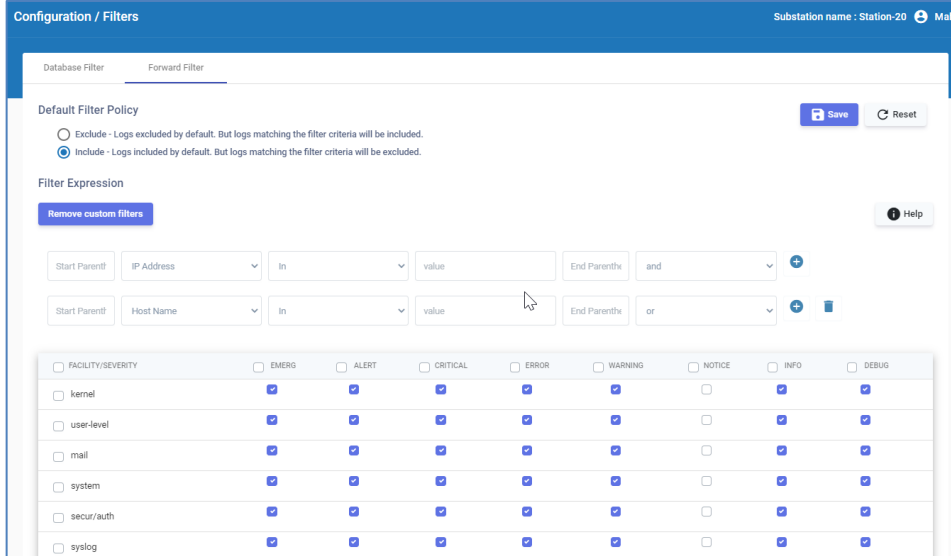 Configuration / Filters
Substation name : Station-20
Database Filter Forward Filter
Default Filter Policy
Save Reset
Exclude - Logs excluded by default. But logs matching the filter criteria will be included.
Include - Logs included by default. But logs matching the filter criteria will be excluded.
Filter Expression
Remove custom filters
Help
Start Parenth IP Address In value End Parenthe and
Start Parenth Host Name In value End Parenthe or
FACILITY/SEVERITY EMERG ALERT CRITICAL ERROR WARNING NOTICE INFO DEBUG
kernel
user-level
mail
system
secur/auth
syslog